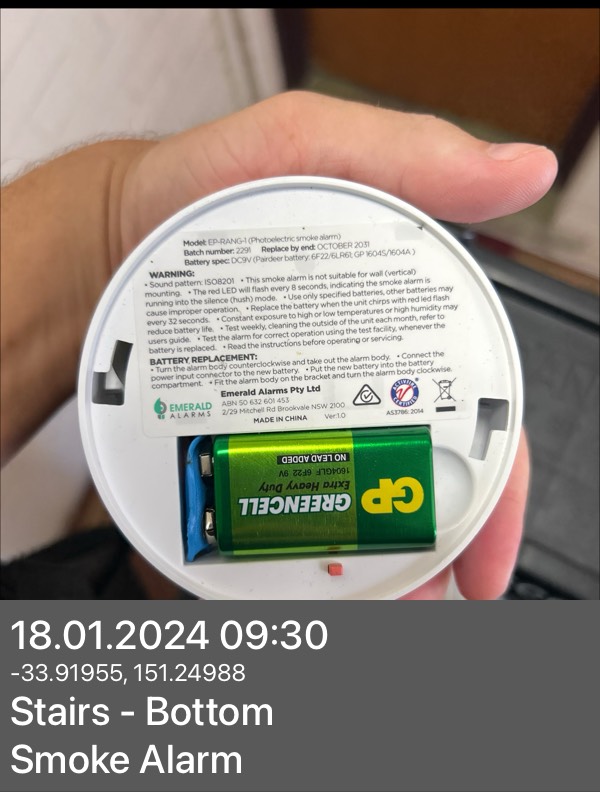 Model: EP-RANG-1 (Photoelectric smoke alarm)
Batch number: 2291 Replace by end: OCTOBER 2031
Battery spec: DC9V (Pairdeer battery: 6F22/6LR61; GP 1604S/1604A )
WARNING:
• Sound pattern: ISO8201 • This smoke alarm is not suitable for wall (vertical)
mounting. • The red LED will flash every 8 seconds, indicating the smoke alarm is
running into the silence (hush) mode. • Use only specified batteries, other batteries may
cause improper operation. • Replace the battery when the unit chirps with red led flash
every 32 seconds. • Constant exposure to high or low temperatures or high humidity may
reduce battery life. • Test weekly, cleaning the outside of the unit each month, refer to
users guide. • Test the alarm for correct operation using the test facility, whenever the
battery is replaced. • Read the instructions before operating or servicing.
BATTERY REPLACEMENT:
• Turn the alarm body counterclockwise and take out the alarm body. • Connect the
power input connector to the new battery. • Put the new battery into the battery
compartment. • Fit the alarm body on the bracket and turn the alarm body clockwise.
EMERALD
ALARMS
Emerald Alarms Pty Ltd
ABN 50 632 601 453
2/29 Mitchell Rd Brookvale NSW 2100
MADE IN CHINA Ver:1.0
AS3786: 2014
GP
GREENCELL
Extra Heavy Duty
1604GLF 6F22 9V
NO LEAD ADDED
18.01.2024 09:30
-33.91955, 151.24988
Stairs - Bottom
Smoke Alarm